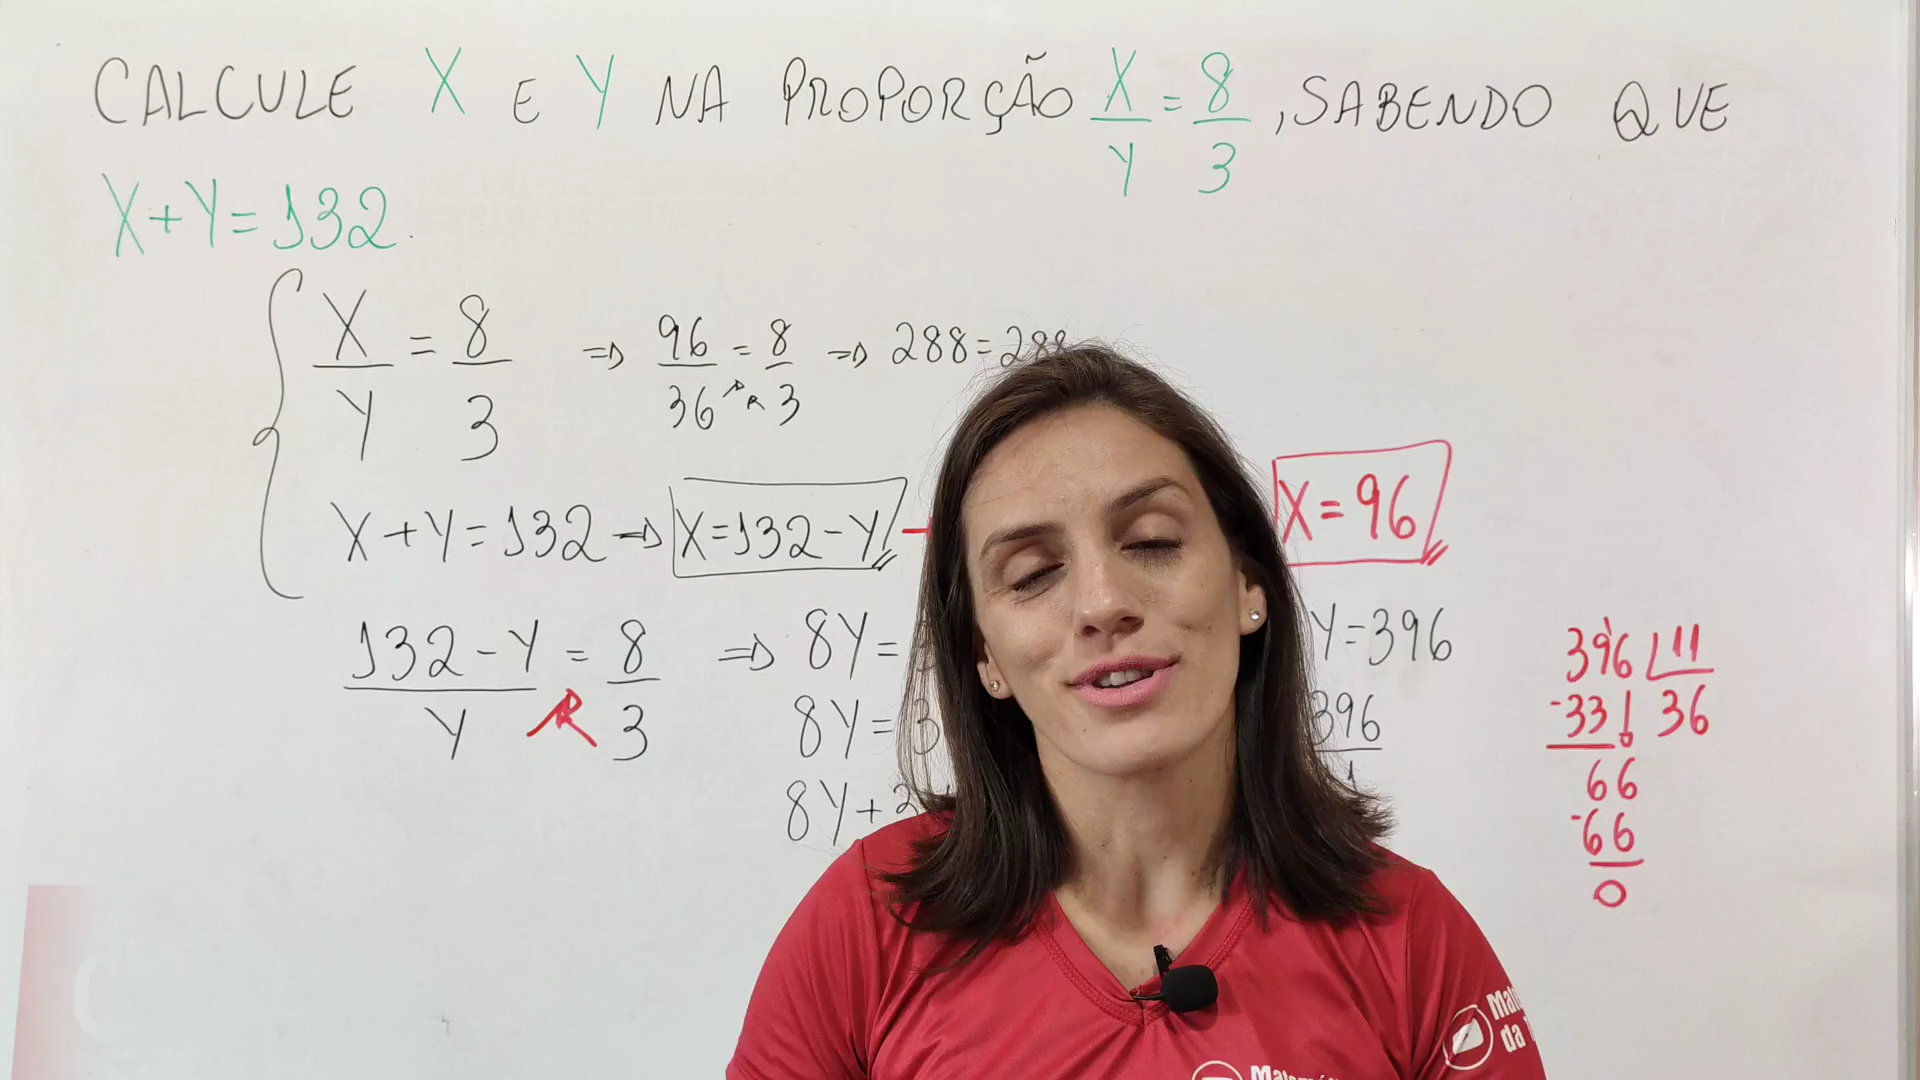 CALCULE X E Y NA PROPORÇÃO X/Y = 8/3, SABENDO QUE
X+Y=132.
X/Y = 8/3 ⇒ 96/36 = 8/3 ⇒ 288=288
X+Y=132 → X=132-Y
X=96
132-Y/Y = 8/3 ⇒ 8Y=
Y=396
8Y=3
396
8Y+3
396 11
-33 36
66
-66
0